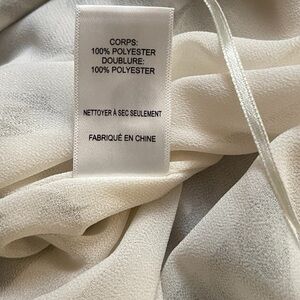 CORPS:
100% POLYESTER
DOUBLURE:
100% POLYESTER
NETTOYER À SEC SEULEMENT
FABRIQUÉ EN CHINE